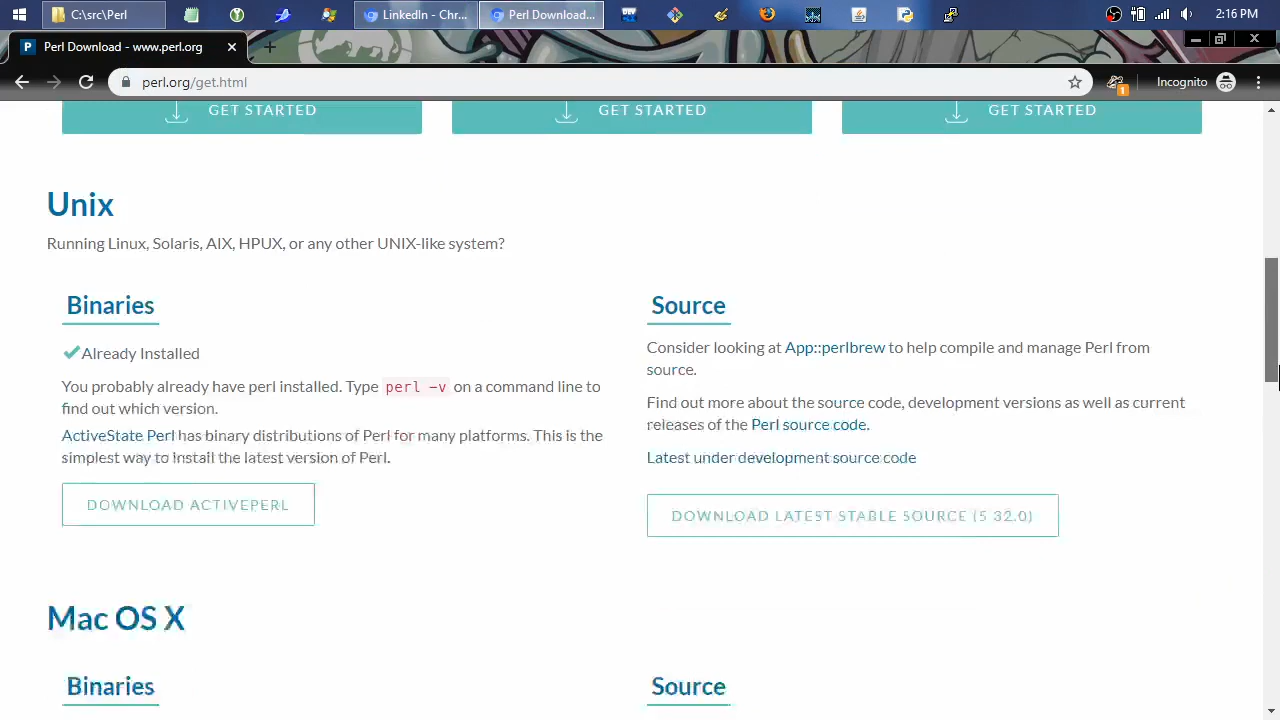 C:\src\Perl
LinkedIn - Chr...
Perl Download...
DEV
2:16 PM
P Perl Download - www.perl.org
perl.org/get.html
1
Incognito
GET STARTED
GET STARTED
GET STARTED
Unix
Running Linux, Solaris, AIX, HPUX, or any other UNIX-like system?
Binaries
Already Installed
You probably already have perl installed. Type perl -v on a command line to
find out which version.
ActiveState Perl has binary distributions of Perl for many platforms. This is the
simplest way to install the latest version of Perl.
DOWNLOAD ACTIVEPERL
Source
Consider looking at App::perlbrew to help compile and manage Perl from
source.
Find out more about the source code, development versions as well as current
releases of the Perl source code.
Latest under development source code
DOWNLOAD LATEST STABLE SOURCE (5 32.0)
Mac OS X
Binaries
Source